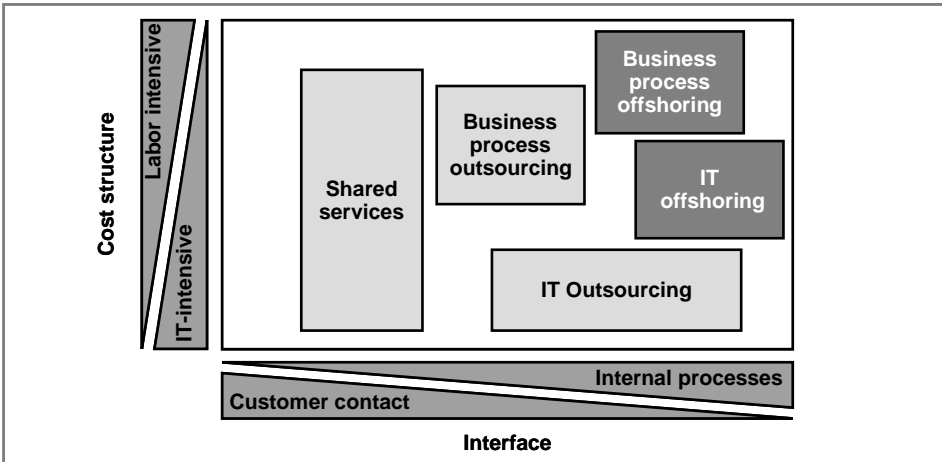 Cost structure
Labor intensive
IT-intensive
Shared
services
Business
process
outsourcing
Business
process
offshoring
IT
offshoring
IT Outsourcing
Internal processes
Customer contact
Interface